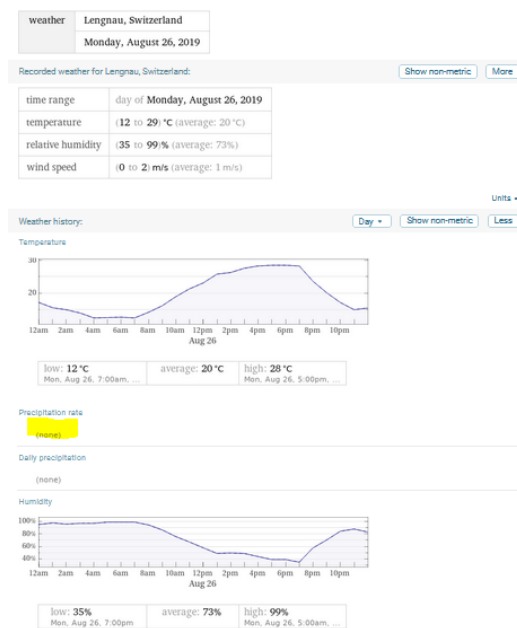 weather Lengnau, Switzerland
Monday, August 26, 2019
Recorded weather for Lengnau, Switzerland: Show non-metric More
time range day of Monday, August 26, 2019
temperature (12 to 29) °C (average: 20 °C)
relative humidity (35 to 99)% (average: 73%)
wind speed (0 to 2) m/s (average: 1 m/s)
Units
Weather history: Day Show non-metric Less
Temperature
30
20
12am 2am 4am 6am 8am 10am 12pm 2pm 4pm 6pm 8pm 10pm
Aug 26
low: 12 °C average: 20 °C high: 28 °C
Mon, Aug 26, 7:00am, ... Mon, Aug 26, 5:00pm, ...
Precipitation rate
(none)
Daily precipitation
(none)
Humidity
100%
80%
60%
40%
12am 2am 4am 6am 8am 10am 12pm 2pm 4pm 6pm 8pm 10pm
Aug 26
low: 35% average: 73% high: 99%
Mon, Aug 26, 7:00pm Mon, Aug 26, 5:00am, ...